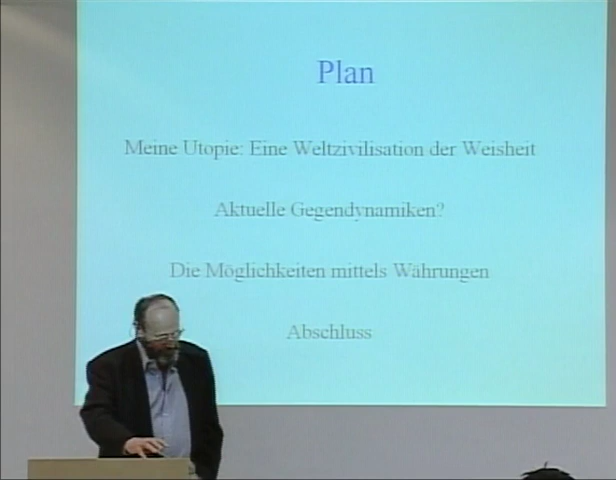 Plan
Meine Utopie: Eine Weltzivilisation der Weisheit
Aktuelle Gegendynamiken?
Die Möglichkeiten mittels Währungen
Abschluss